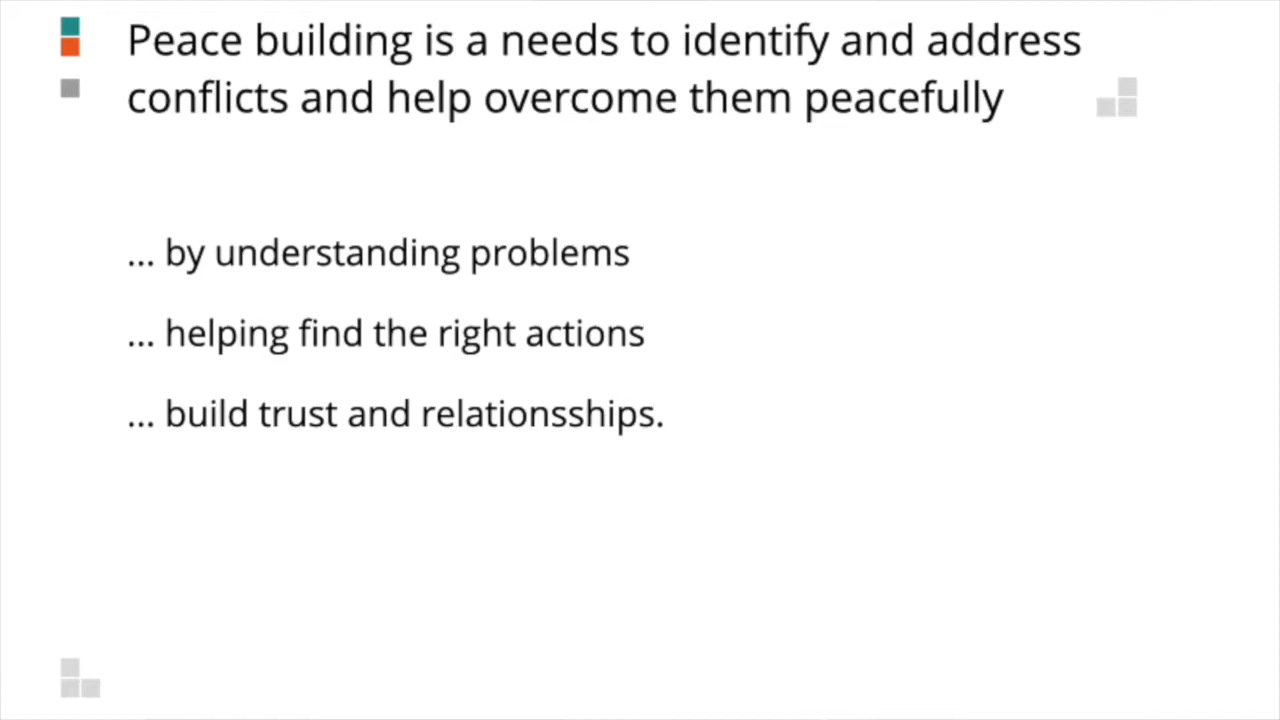 Peace building is a needs to identify and address
conflicts and help overcome them peacefully
... by understanding problems
... helping find the right actions
... build trust and relationsships.